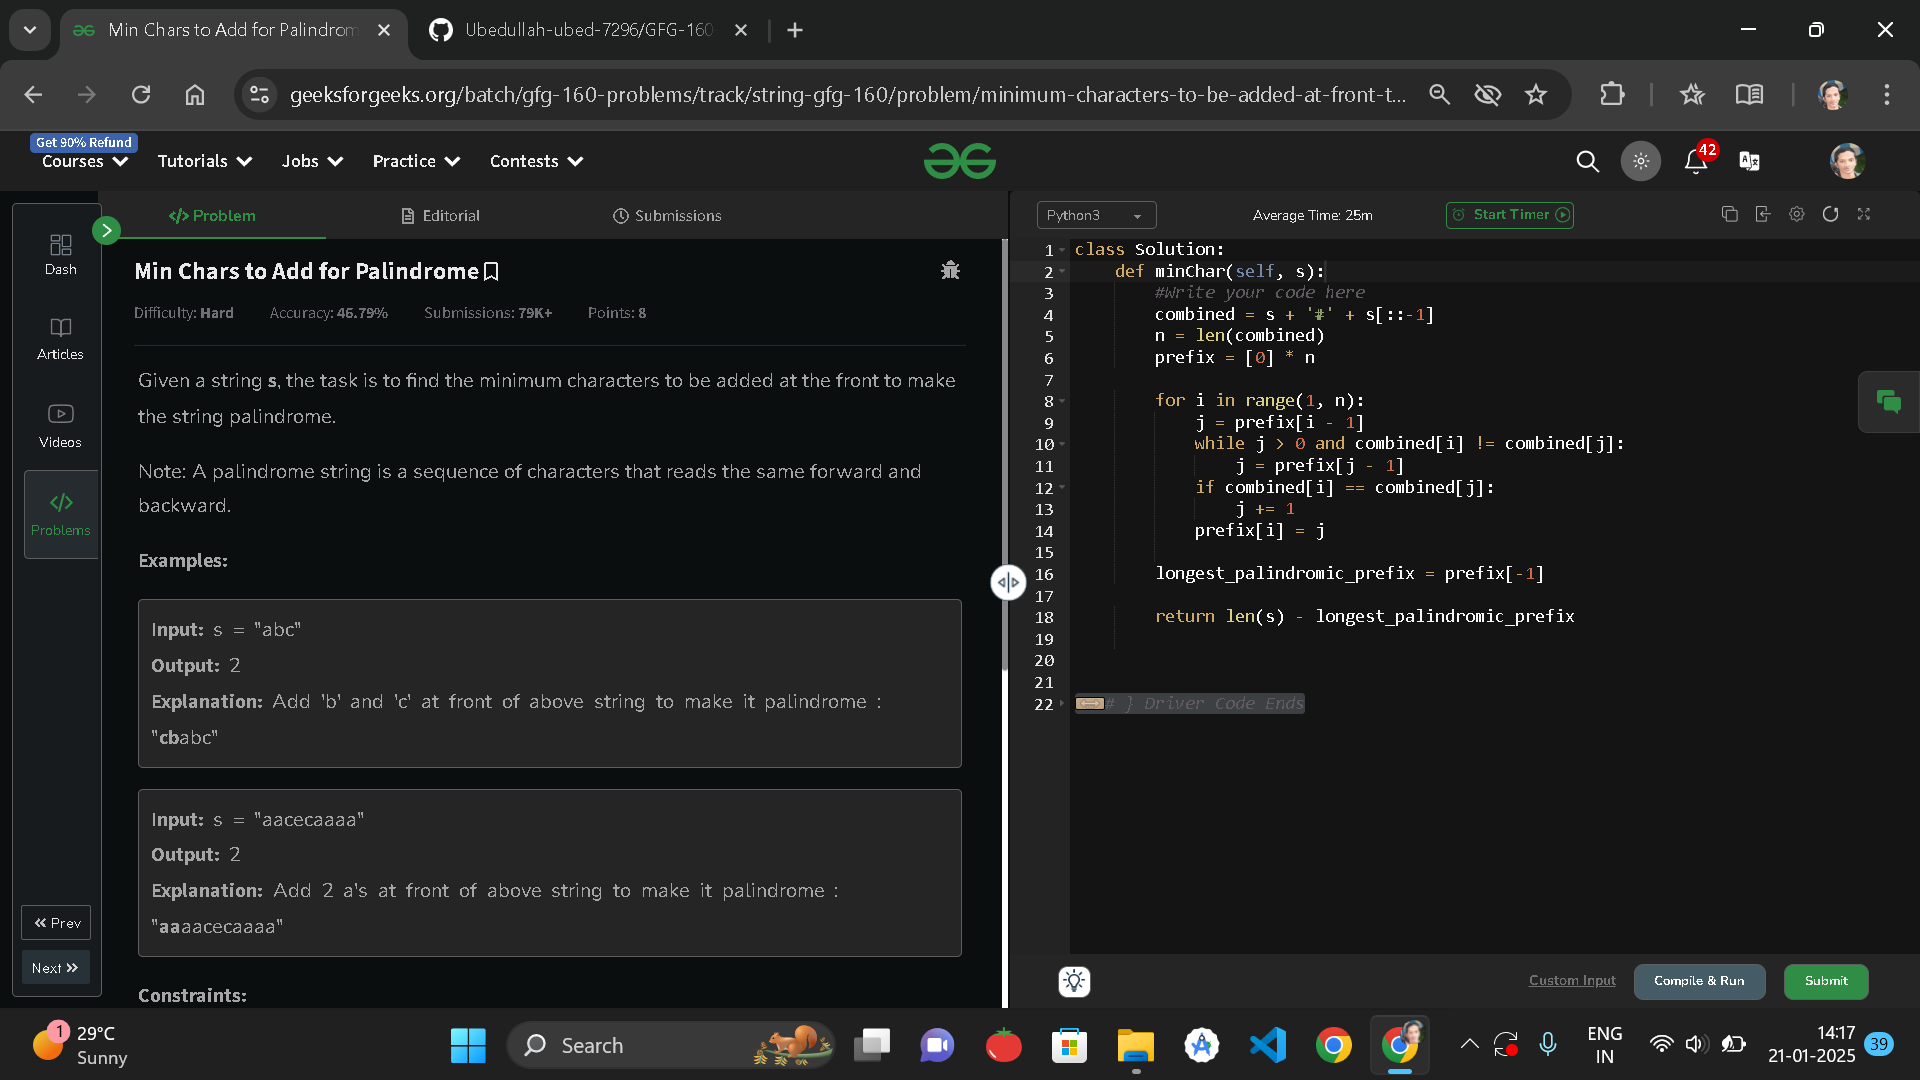 Min Chars to Add for Palindrom
Ubedullah-ubed-7296/GFG-160
geeksforgeeks.org/batch/gfg-160-problems/track/string-gfg-160/problem/minimum-characters-to-be-added-at-front-t...
Get 90% Refund
Courses
Tutorials
Jobs
Practice
Contests
42
Dash
Articles
Videos
Problems
Prev
Next
</> Problem
Editorial
Submissions
Min Chars to Add for Palindrome
Difficulty: Hard
Accuracy: 46.79%
Submissions: 79K+
Points: 8
Given a string s, the task is to find the minimum characters to be added at the front to make
the string palindrome.
Note: A palindrome string is a sequence of characters that reads the same forward and
backward.
Examples:
Input: s = "abc"
Output: 2
Explanation: Add 'b' and 'c' at front of above string to make it palindrome :
"cbabc"
Input: s = "aacecaaaa"
Output: 2
Explanation: Add 2 a's at front of above string to make it palindrome :
"aaaacecaaaa"
Constraints:
Python3
Average Time: 25m
Start Timer
1 class Solution:
2 def minChar(self, s):
3 #Write your code here
4 combined = s + '#' + s[::-1]
5 n = len(combined)
6 prefix = [0] * n
7
8 for i in range(1, n):
9 j = prefix[i - 1]
10 while j > 0 and combined[i] != combined[j]:
11 j = prefix[j - 1]
12 if combined[i] == combined[j]:
13 j += 1
14 prefix[i] = j
15
16 longest_palindromic_prefix = prefix[-1]
17
18 return len(s) - longest_palindromic_prefix
19
20
21
22 # } Driver Code Ends
Custom Input
Compile & Run
Submit
1
29°C
Sunny
Search
ENG
IN
14:17
21-01-2025
39